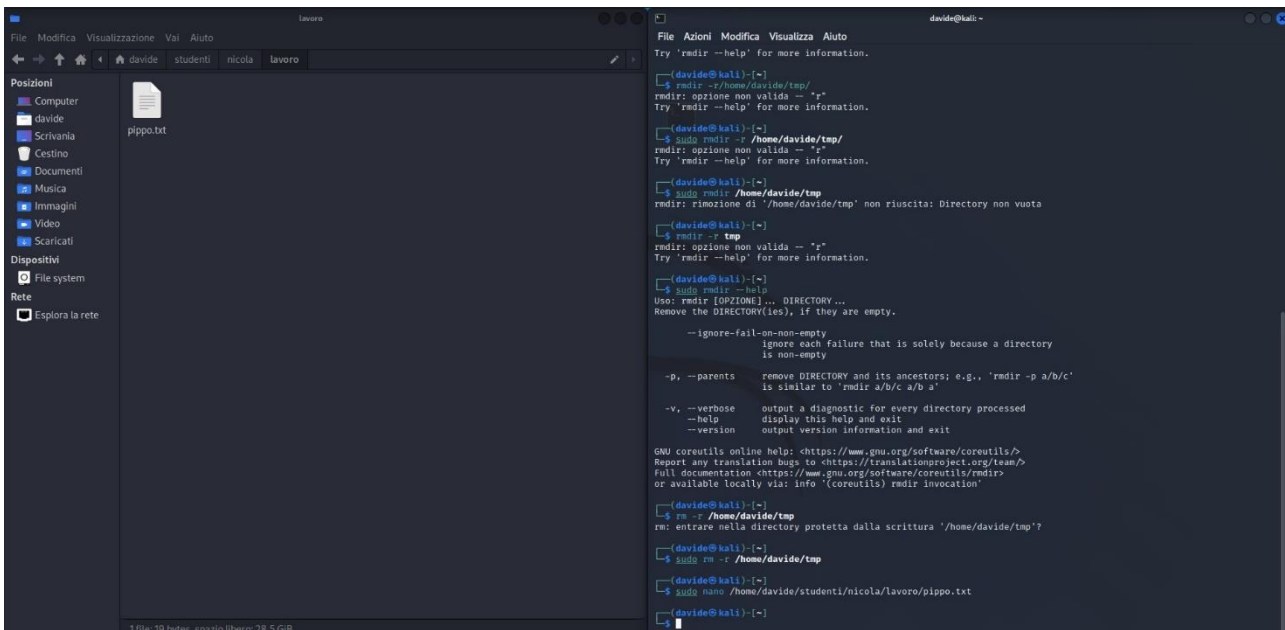 lavoro
File Modifica Visualizzazione Vai Aiuto
davide studenti nicola lavoro
Posizioni
Computer
davide
Scrivania
Cestino
Documenti
Musica
Immagini
Video
Scaricati
Dispositivi
File system
Rete
Esplora la rete
pippo.txt
1 file: 19 bytes, spazio libero: 28,5 GiB
davide@kali: ~
File Azioni Modifica Visualizza Aiuto
Try 'rmdir --help' for more information.
(davide㉿kali)-[~]
$ rmdir -r/home/davide/tmp/
rmdir: opzione non valida -- "r"
Try 'rmdir --help' for more information.
(davide㉿kali)-[~]
$ sudo rmdir -r /home/davide/tmp/
rmdir: opzione non valida -- "r"
Try 'rmdir --help' for more information.
(davide㉿kali)-[~]
$ sudo rmdir /home/davide/tmp
rmdir: rimozione di '/home/davide/tmp' non riuscita: Directory non vuota
(davide㉿kali)-[~]
$ rmdir -r tmp
rmdir: opzione non valida -- "r"
Try 'rmdir --help' for more information.
(davide㉿kali)-[~]
$ sudo rmdir --help
Uso: rmdir [OPZIONE]... DIRECTORY...
Remove the DIRECTORY(ies), if they are empty.
--ignore-fail-on-non-empty
ignore each failure that is solely because a directory
is non-empty
-p, --parents remove DIRECTORY and its ancestors; e.g., 'rmdir -p a/b/c'
is similar to 'rmdir a/b/c a/b a'
-v, --verbose output a diagnostic for every directory processed
--help display this help and exit
--version output version information and exit
GNU coreutils online help: <https://www.gnu.org/software/coreutils/>
Report any translation bugs to <https://translationproject.org/team/>
Full documentation <https://www.gnu.org/software/coreutils/rmdir>
or available locally via: info '(coreutils) rmdir invocation'
(davide㉿kali)-[~]
$ rm -r /home/davide/tmp
rm: entrare nella directory protetta dalla scrittura '/home/davide/tmp'?
(davide㉿kali)-[~]
$ sudo rm -r /home/davide/tmp
(davide㉿kali)-[~]
$ sudo nano /home/davide/studenti/nicola/lavoro/pippo.txt
(davide㉿kali)-[~]
$